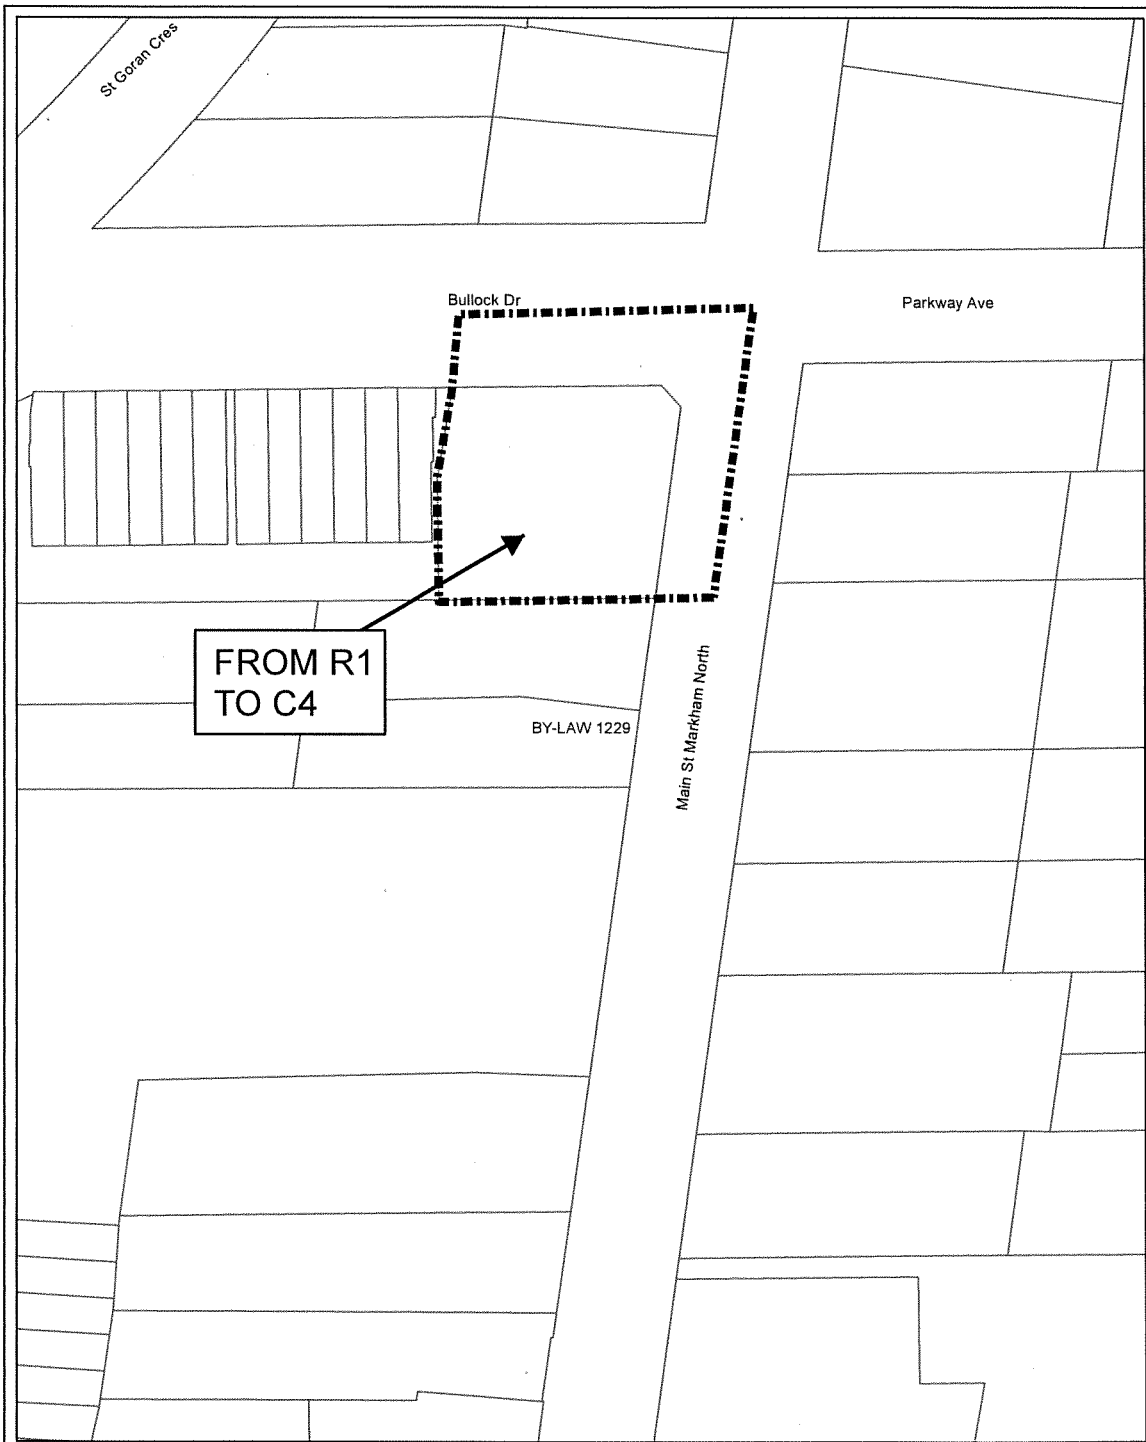 St Goran Cres
Bullock Dr
Parkway Ave
FROM R1
TO C4
BY-LAW 1229
Main St Markham North